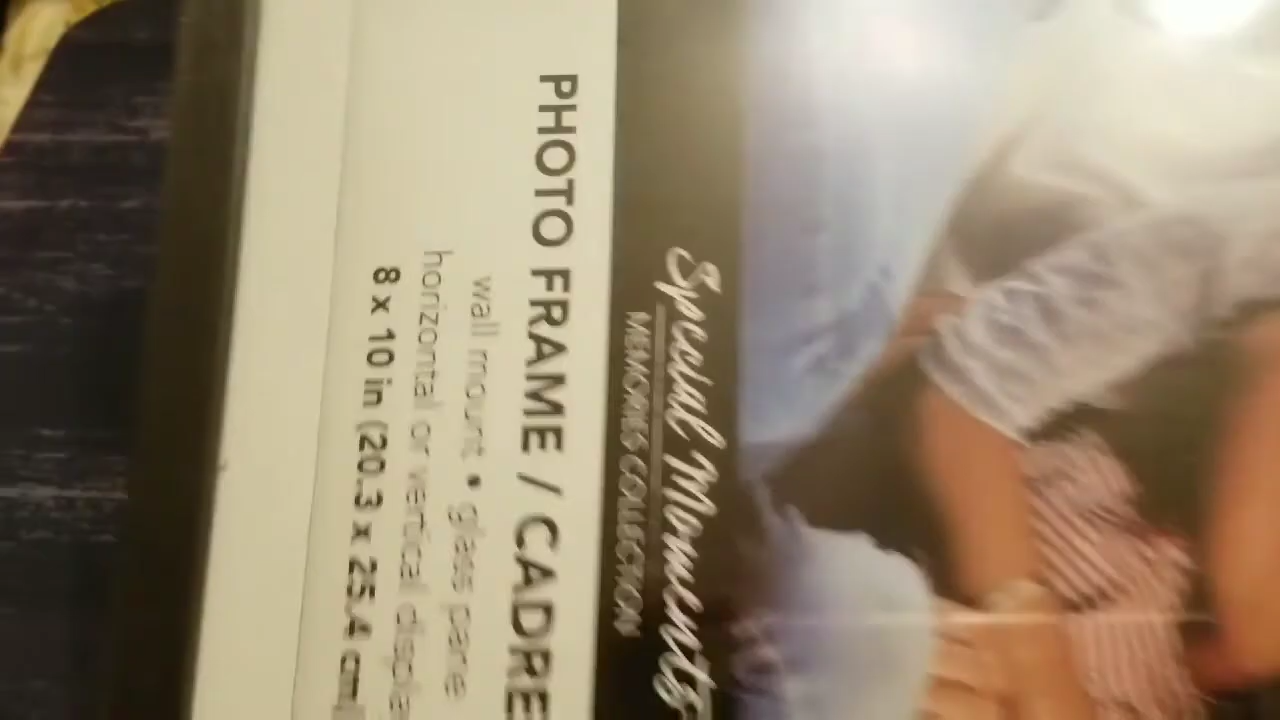 Special Moments
MEMORIES COLLECTION
PHOTO FRAME / CADRE
wall mount • glass pane
horizontal or vertical
8 x 10 in (20.3 x 25.4 cm)